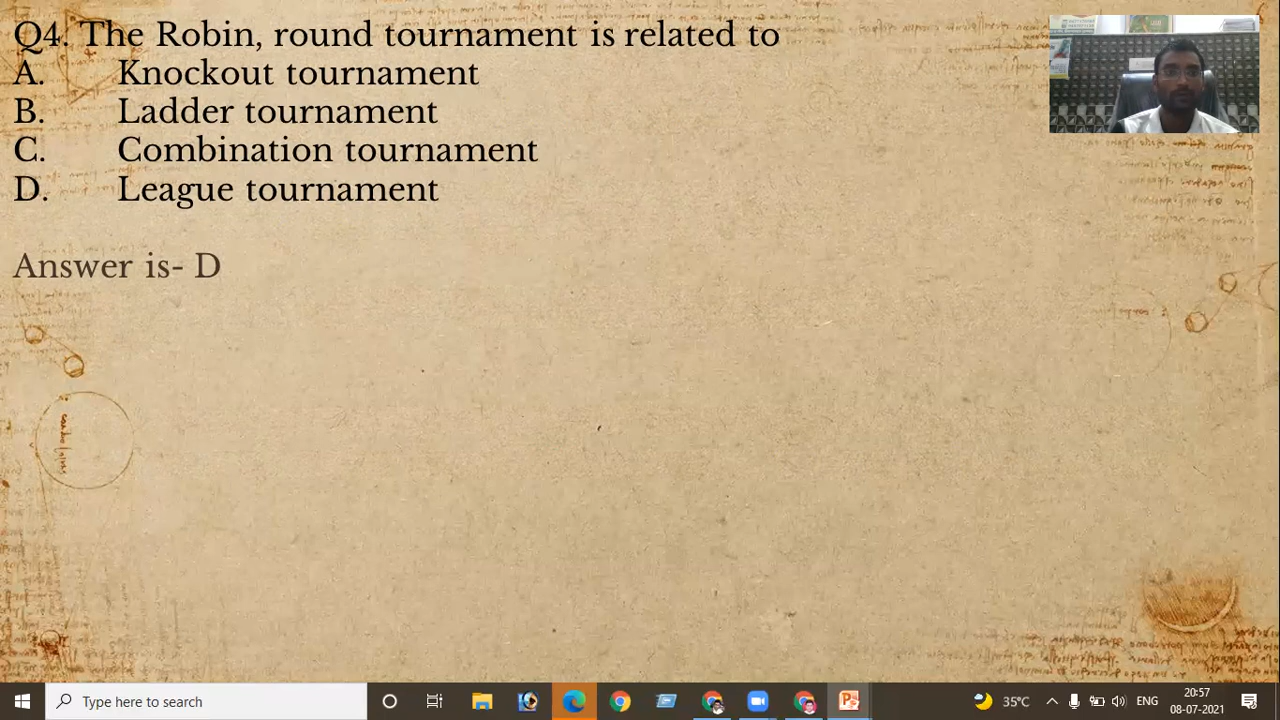 Q4. The Robin, round tournament is related to
A. Knockout tournament
B. Ladder tournament
C. Combination tournament
D. League tournament
Answer is- D
Type here to search
35°C
ENG
20:57
08-07-2021